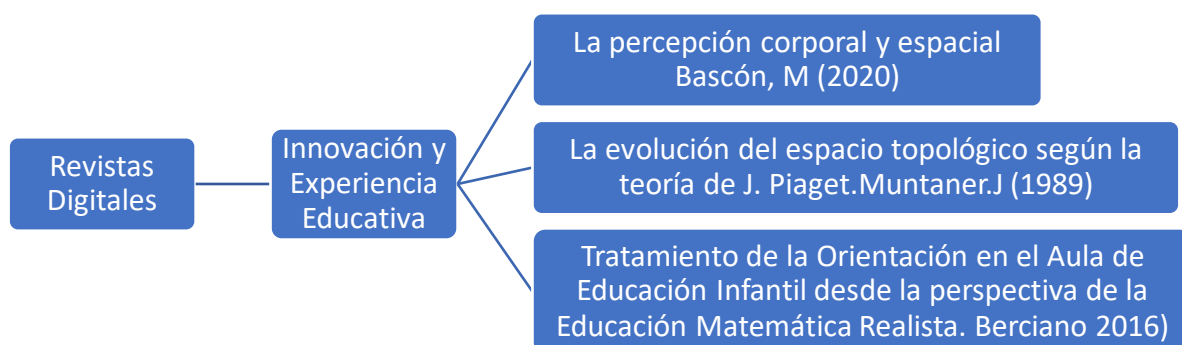 Revistas
Digitales
Innovación y
Experiencia
Educativa
La percepción corporal y espacial
Bascón, M (2020)
La evolución del espacio topológico según la
teoría de J. Piaget.Muntaner.J (1989)
Tratamiento de la Orientación en el Aula de
Educación Infantil desde la perspectiva de la
Educación Matemática Realista. Berciano 2016)